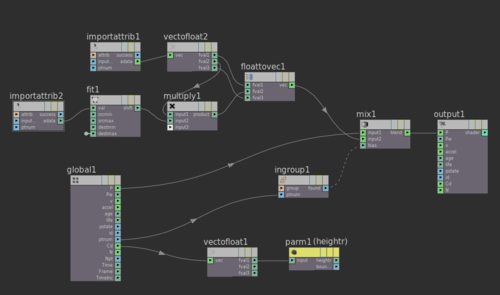 importattrib1
attrib success
input adata
ptnum
vectofloat2
vec fval1
fval2
fval3
floattovec1
fval1 vec
fval2
fval3
importattrib2
attrib success
input adata
ptnum
fit1
val shift
srcmin
srcmax
destmin
destmax
multiply1
input1 product
input2
input3
mix1
input1 blend
input2
bias
output1
P shader
Pw
v
accel
age
life
pstate
id
Cd
N
global1
P
Pw
v
accel
age
life
pstate
id
ptnum
Cd
N
Npt
Time
Frame
TimeInc
ingroup1
group found
ptnum
vectofloat1
vec fval1
fval2
fval3
parm1 (heightr)
input heightr